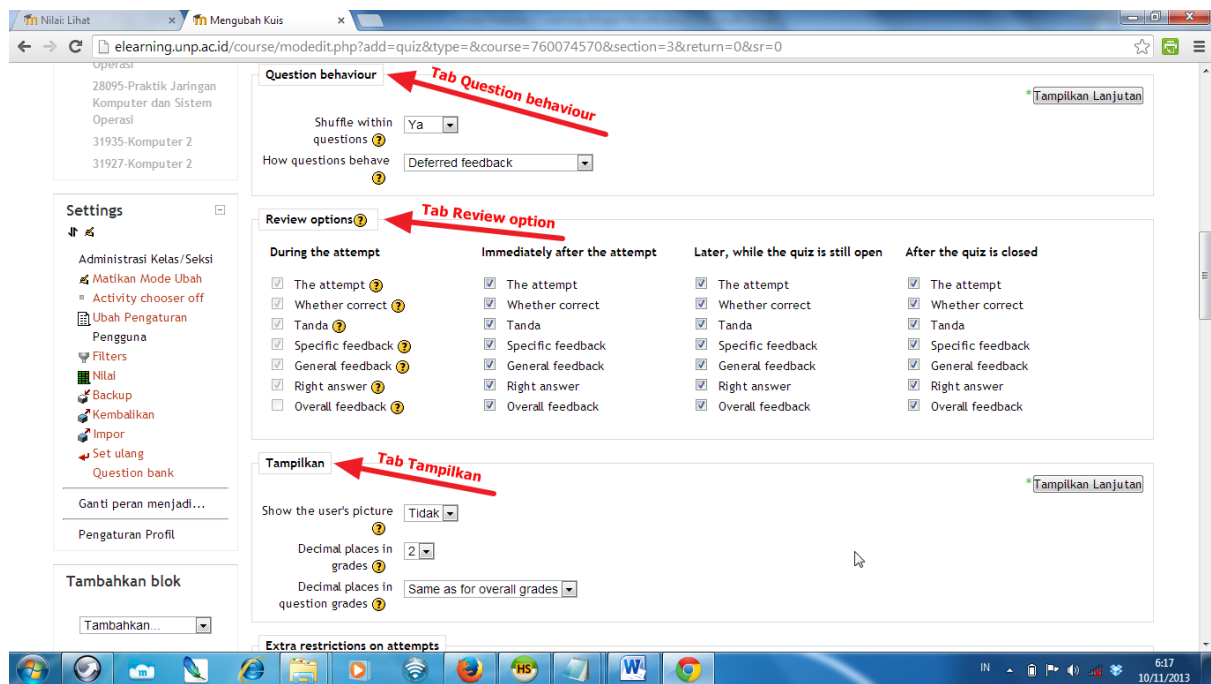 Nilai: Lihat
Mengubah Kuis
elearning.unp.ac.id/course/modedit.php?add=quiz&type=&course=760074570&section=3&return=0&sr=0
Operasi
28095-Praktik Jaringan
Komputer dan Sistem
Operasi
31935-Komputer 2
31927-Komputer 2
Settings
Administrasi Kelas/Seksi
Matikan Mode Ubah
Activity chooser off
Ubah Pengaturan
Pengguna
Filters
Nilai
Backup
Kembalikan
Impor
Set ulang
Question bank
Ganti peran menjadi...
Pengaturan Profil
Tambahkan blok
Tambahkan...
Question behaviour
Tab Question behaviour
*Tampilkan Lanjutan
Shuffle within
questions
Ya
How questions behave
Deferred feedback
Review options
Tab Review option
During the attempt
The attempt
Whether correct
Tanda
Specific feedback
General feedback
Right answer
Overall feedback
Immediately after the attempt
The attempt
Whether correct
Tanda
Specific feedback
General feedback
Right answer
Overall feedback
Later, while the quiz is still open
The attempt
Whether correct
Tanda
Specific feedback
General feedback
Right answer
Overall feedback
After the quiz is closed
The attempt
Whether correct
Tanda
Specific feedback
General feedback
Right answer
Overall feedback
Tampilkan
Tab Tampilkan
*Tampilkan Lanjutan
Show the user's picture
Tidak
Decimal places in
grades
2
Decimal places in
question grades
Same as for overall grades
Extra restrictions on attempts
HS
W
IN
6:17
10/11/2013